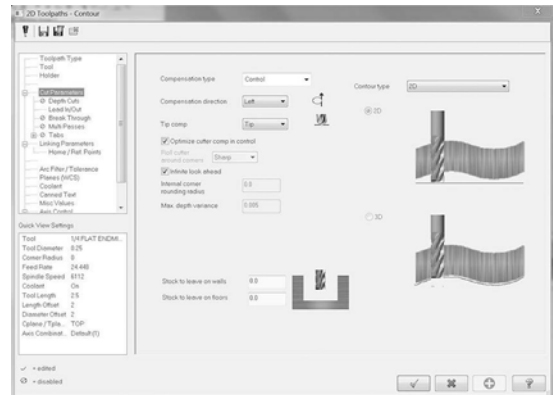 2D Toolpaths - Contour
Toolpath Type
Tool
Holder
Cut Parameters
Depth Cuts
Lead In/Out
Break Through
Multi Passes
Tabs
Linking Parameters
Home / Ref. Points
Arc Filter / Tolerance
Planes (WCS)
Coolant
Canned Text
Misc Values
Axis Control
Quick View Settings
Tool 1/4 FLAT ENDM...
Tool Diameter 0.25
Corner Radius 0
Feed Rate 24.448
Spindle Speed 6112
Coolant On
Tool Length 2.5
Length Offset 2
Diameter Offset 2
Cplane / Tpla... TOP
Axis Combinat... Default (1)
= edited
= disabled
Compensation type Control
Compensation direction Left
Tip comp Tip
Optimize cutter comp in control
Roll cutter around corners Sharp
Infinite look ahead
Internal corner rounding radius 0.0
Max. depth variance 0.005
Stock to leave on walls 0.0
Stock to leave on floors 0.0
Contour type 2D
2D
3D